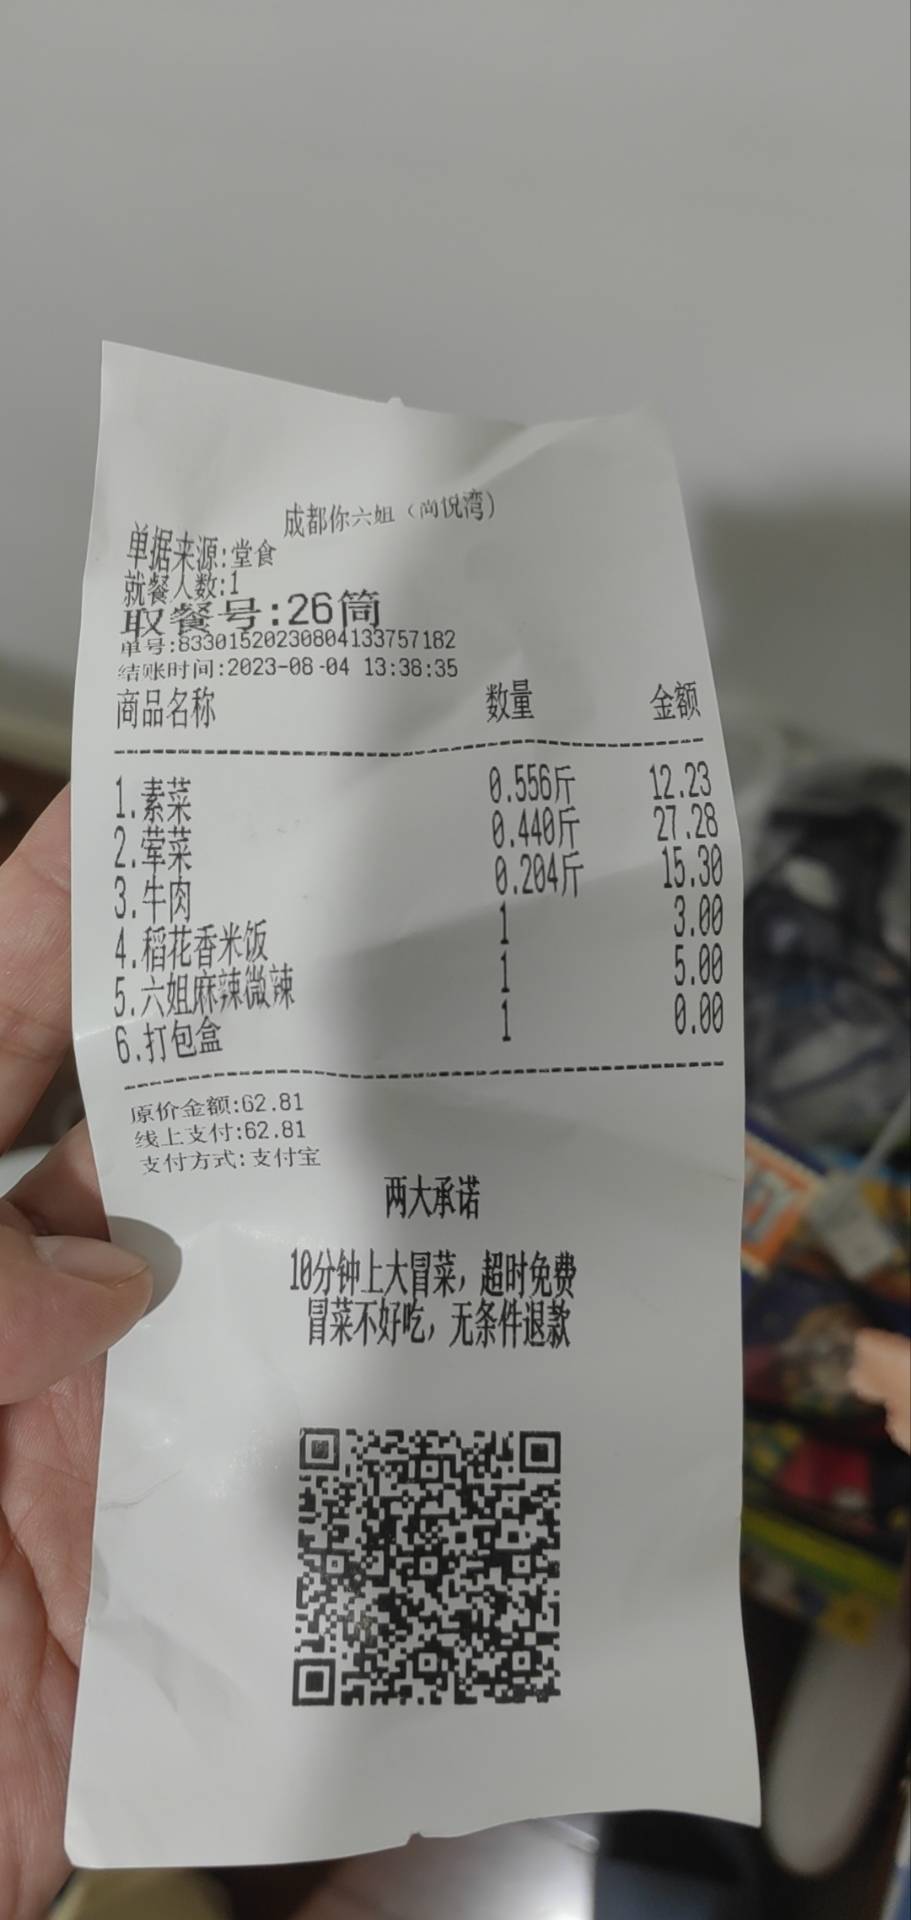 成都你六姐（尚悦湾）
单据来源:堂食
就餐人数:1
取餐号:26筒
单号:83301520230804133757182
结账时间:2023-08-04 13:38:35
商品名称 数量 金额
1.素菜 0.556斤 12.23
2.荤菜 0.440斤 27.28
3.牛肉 0.204斤 15.30
4.稻花香米饭 1 3.00
5.六姐麻辣微辣 1 5.00
6.打包盒 1 0.00
原价金额:62.81
线上支付:62.81
支付方式:支付宝
两大承诺
10分钟上大冒菜，超时免费
冒菜不好吃，无条件退款